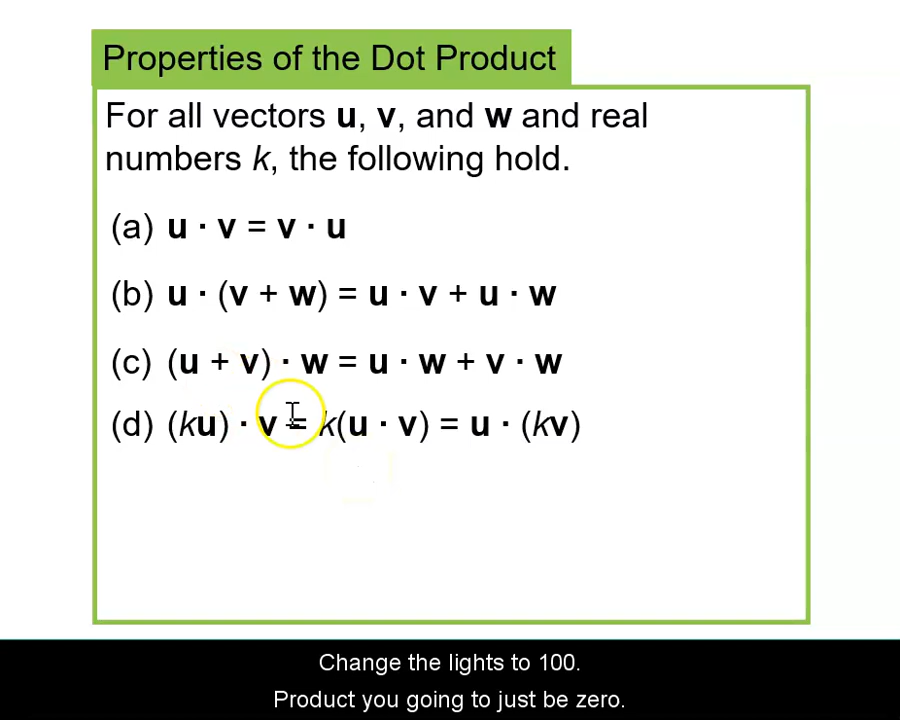 Properties of the Dot Product
For all vectors u, v, and w and real
numbers k, the following hold.
(a) u · v = v · u
(b) u · (v + w) = u · v + u · w
(c) (u + v) · w = u · w + v · w
(d) (ku) · v = k(u · v) = u · (kv)
Change the lights to 100.
Product you going to just be zero.